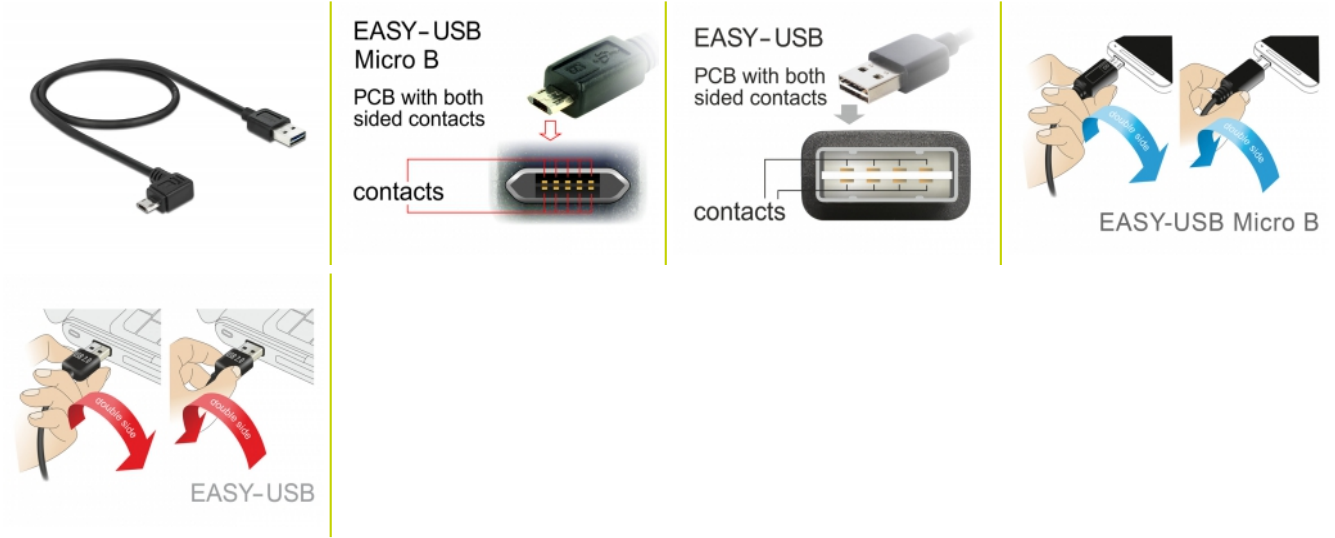 EASY-USB
Micro B
PCB with both
sided contacts
contacts
EASY-USB
PCB with both
sided contacts
contacts
double side
double side
EASY-USB Micro B
double side
double side
EASY-USB